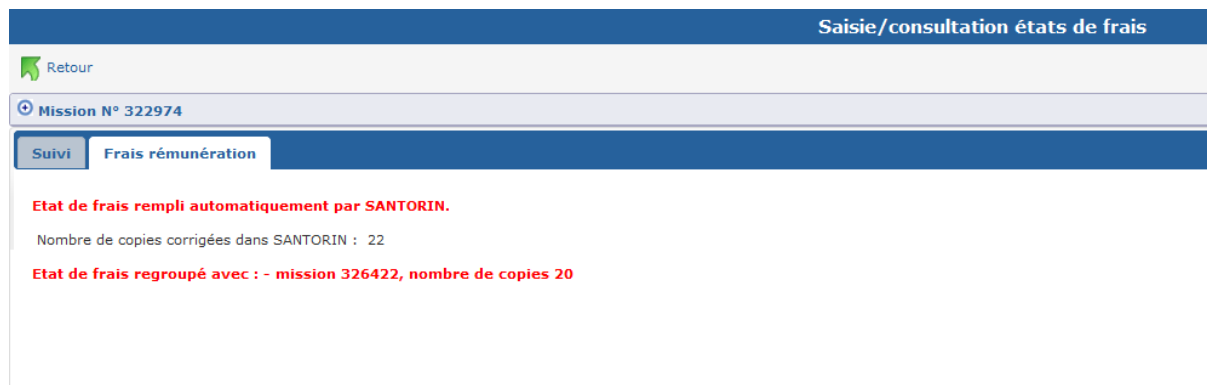 Saisie/consultation états de frais
Retour
Mission N° 322974
Suivi Frais rémunération
Etat de frais rempli automatiquement par SANTORIN.
Nombre de copies corrigées dans SANTORIN : 22
Etat de frais regroupé avec : - mission 326422, nombre de copies 20